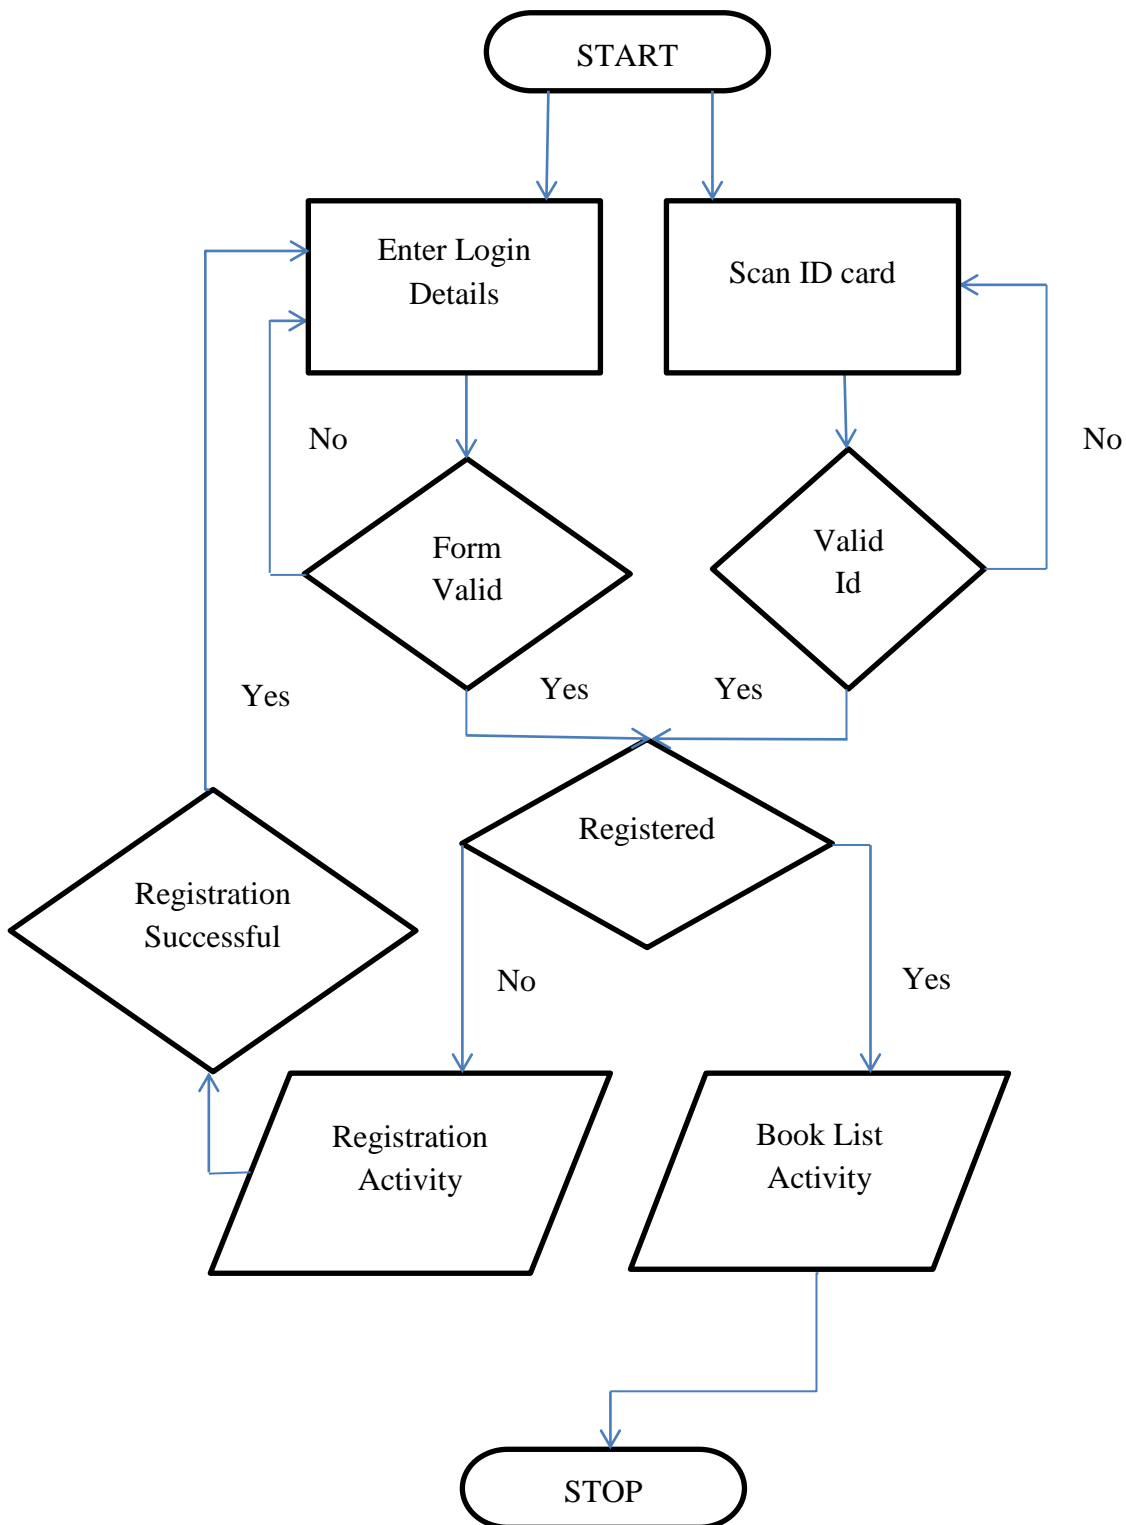 START
Enter Login
Details
Scan ID card
No
No
Form
Valid
Valid
Id
Yes
Yes
Yes
Registered
Registration
Successful
No
Yes
Registration
Activity
Book List
Activity
STOP